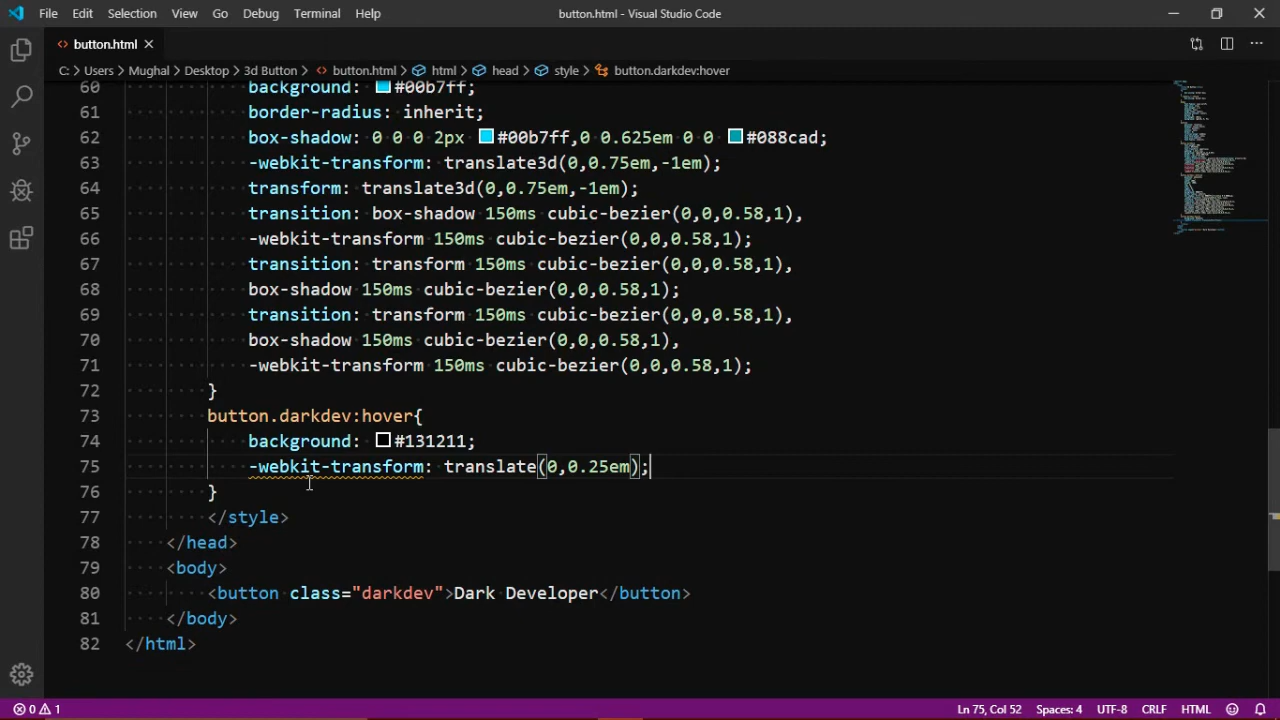 File Edit Selection View Go Debug Terminal Help button.html - Visual Studio Code
button.html
C: > Users > Mughal > Desktop > 3d Button > button.html > html > head > style > button.darkdev:hover
60 background: #00b7ff;
61 border-radius: inherit;
62 box-shadow: 0 0 0 2px #00b7ff,0 0.625em 0 0 #088cad;
63 -webkit-transform: translate3d(0,0.75em,-1em);
64 transform: translate3d(0,0.75em,-1em);
65 transition: box-shadow 150ms cubic-bezier(0,0,0.58,1),
66 -webkit-transform 150ms cubic-bezier(0,0,0.58,1);
67 transition: transform 150ms cubic-bezier(0,0,0.58,1),
68 box-shadow 150ms cubic-bezier(0,0,0.58,1);
69 transition: transform 150ms cubic-bezier(0,0,0.58,1),
70 box-shadow 150ms cubic-bezier(0,0,0.58,1),
71 -webkit-transform 150ms cubic-bezier(0,0,0.58,1);
72 }
73 button.darkdev:hover{
74 background: #131211;
75 -webkit-transform: translate(0,0.25em);
76 }
77 </style>
78 </head>
79 <body>
80 <button class="darkdev">Dark Developer</button>
81 </body>
82 </html>
0 1 Ln 75, Col 52 Spaces: 4 UTF-8 CRLF HTML